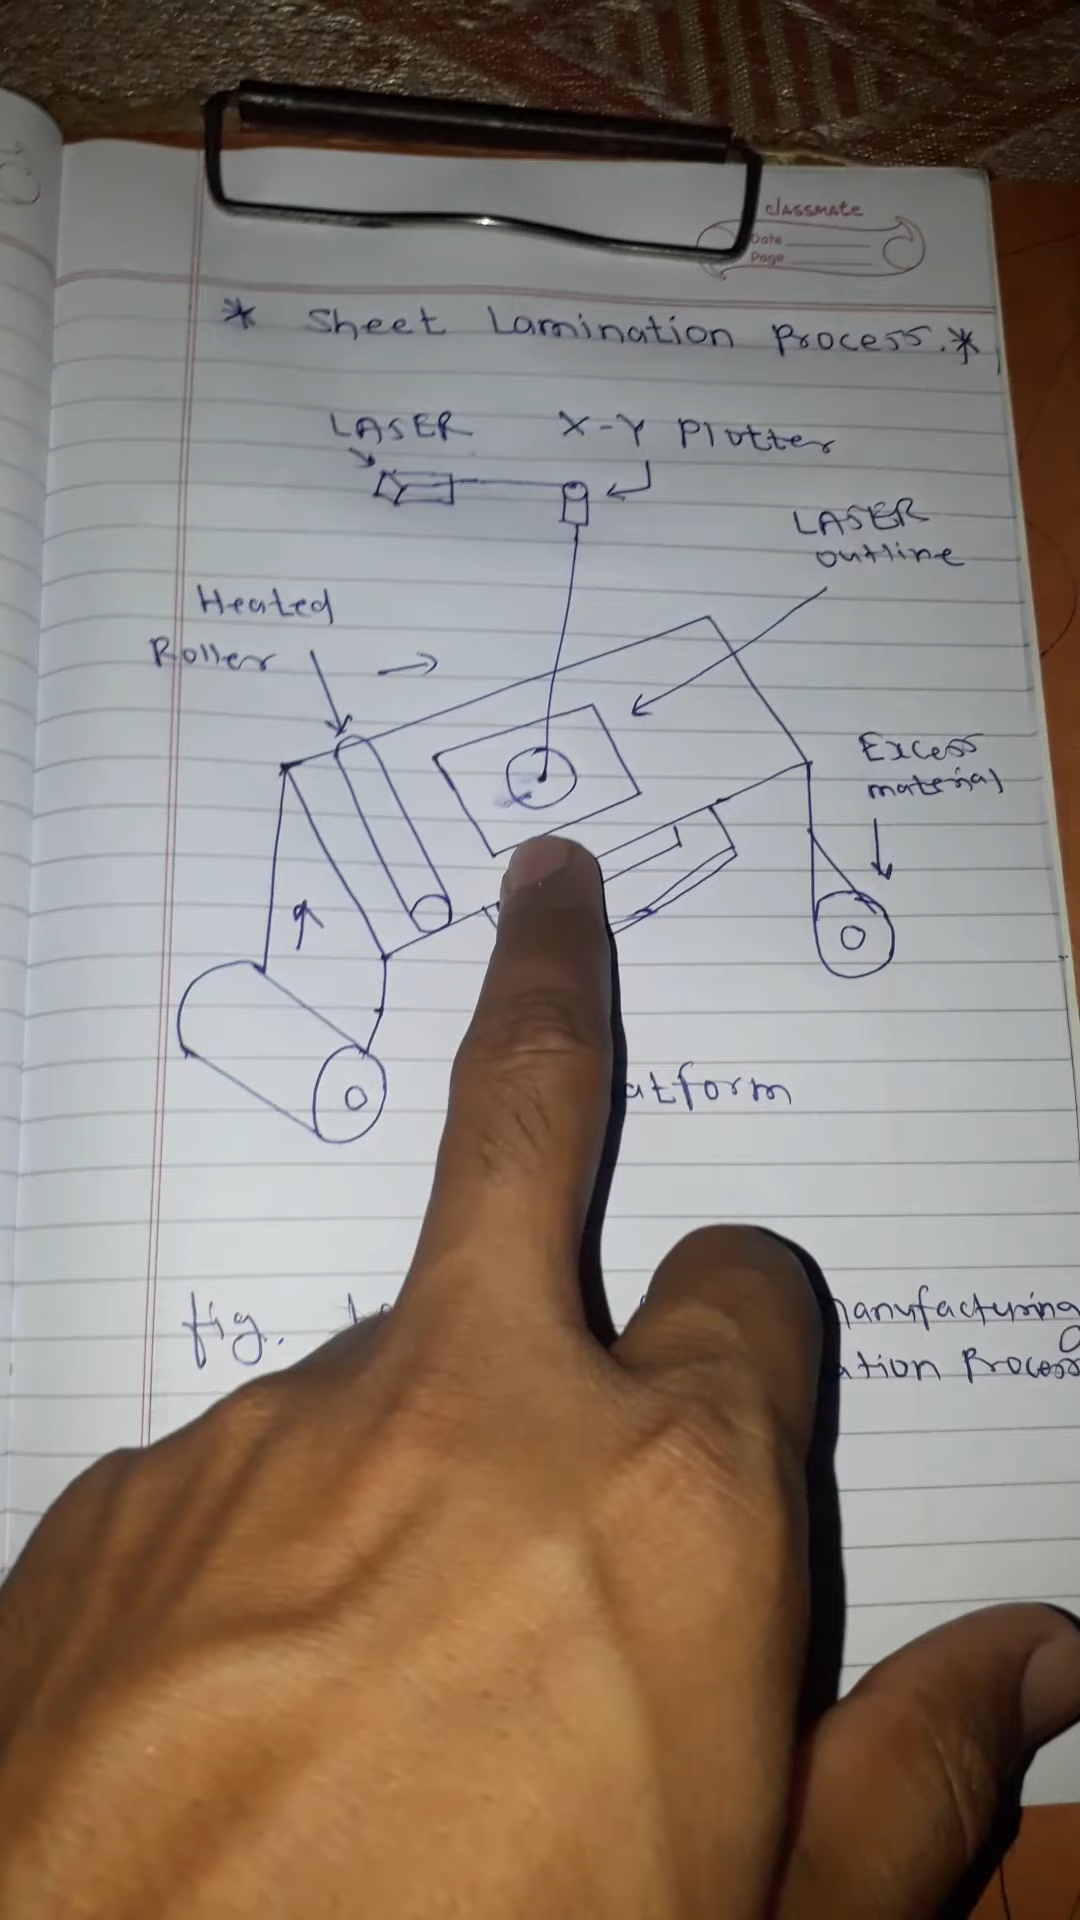 classmate
Date
Page
* Sheet Lamination Process. *
LASER X-Y Plotter
LASER
outline
Heated
Roller
Excess
material
atform
fig. manufacturing
ation Process